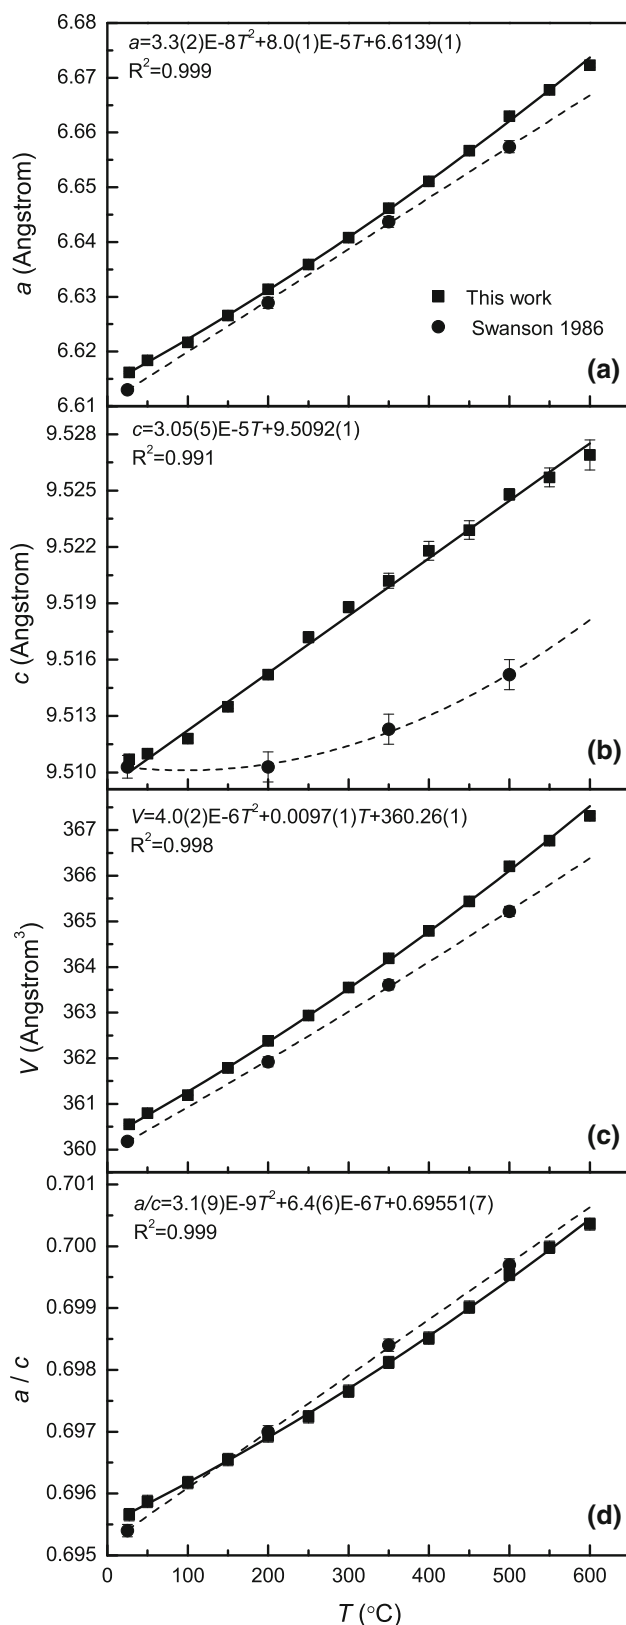 6.68
a=3.3(2)E-8T²+8.0(1)E-5T+6.6139(1)
R²=0.999
6.67
6.66
6.65
6.64
6.63
6.62
6.61
a (Angstrom)
This work
Swanson 1986
(a)
c=3.05(5)E-5T+9.5092(1)
R²=0.991
9.528
9.525
9.522
9.519
9.516
9.513
9.510
c (Angstrom)
(b)
V=4.0(2)E-6T²+0.0097(1)T+360.26(1)
R²=0.998
367
366
365
364
363
362
361
360
V (Angstrom³)
(c)
0.701
a/c=3.1(9)E-9T²+6.4(6)E-6T+0.69551(7)
R²=0.999
0.700
0.699
0.698
0.697
0.696
0.695
a / c
(d)
0 100 200 300 400 500 600
T (°C)